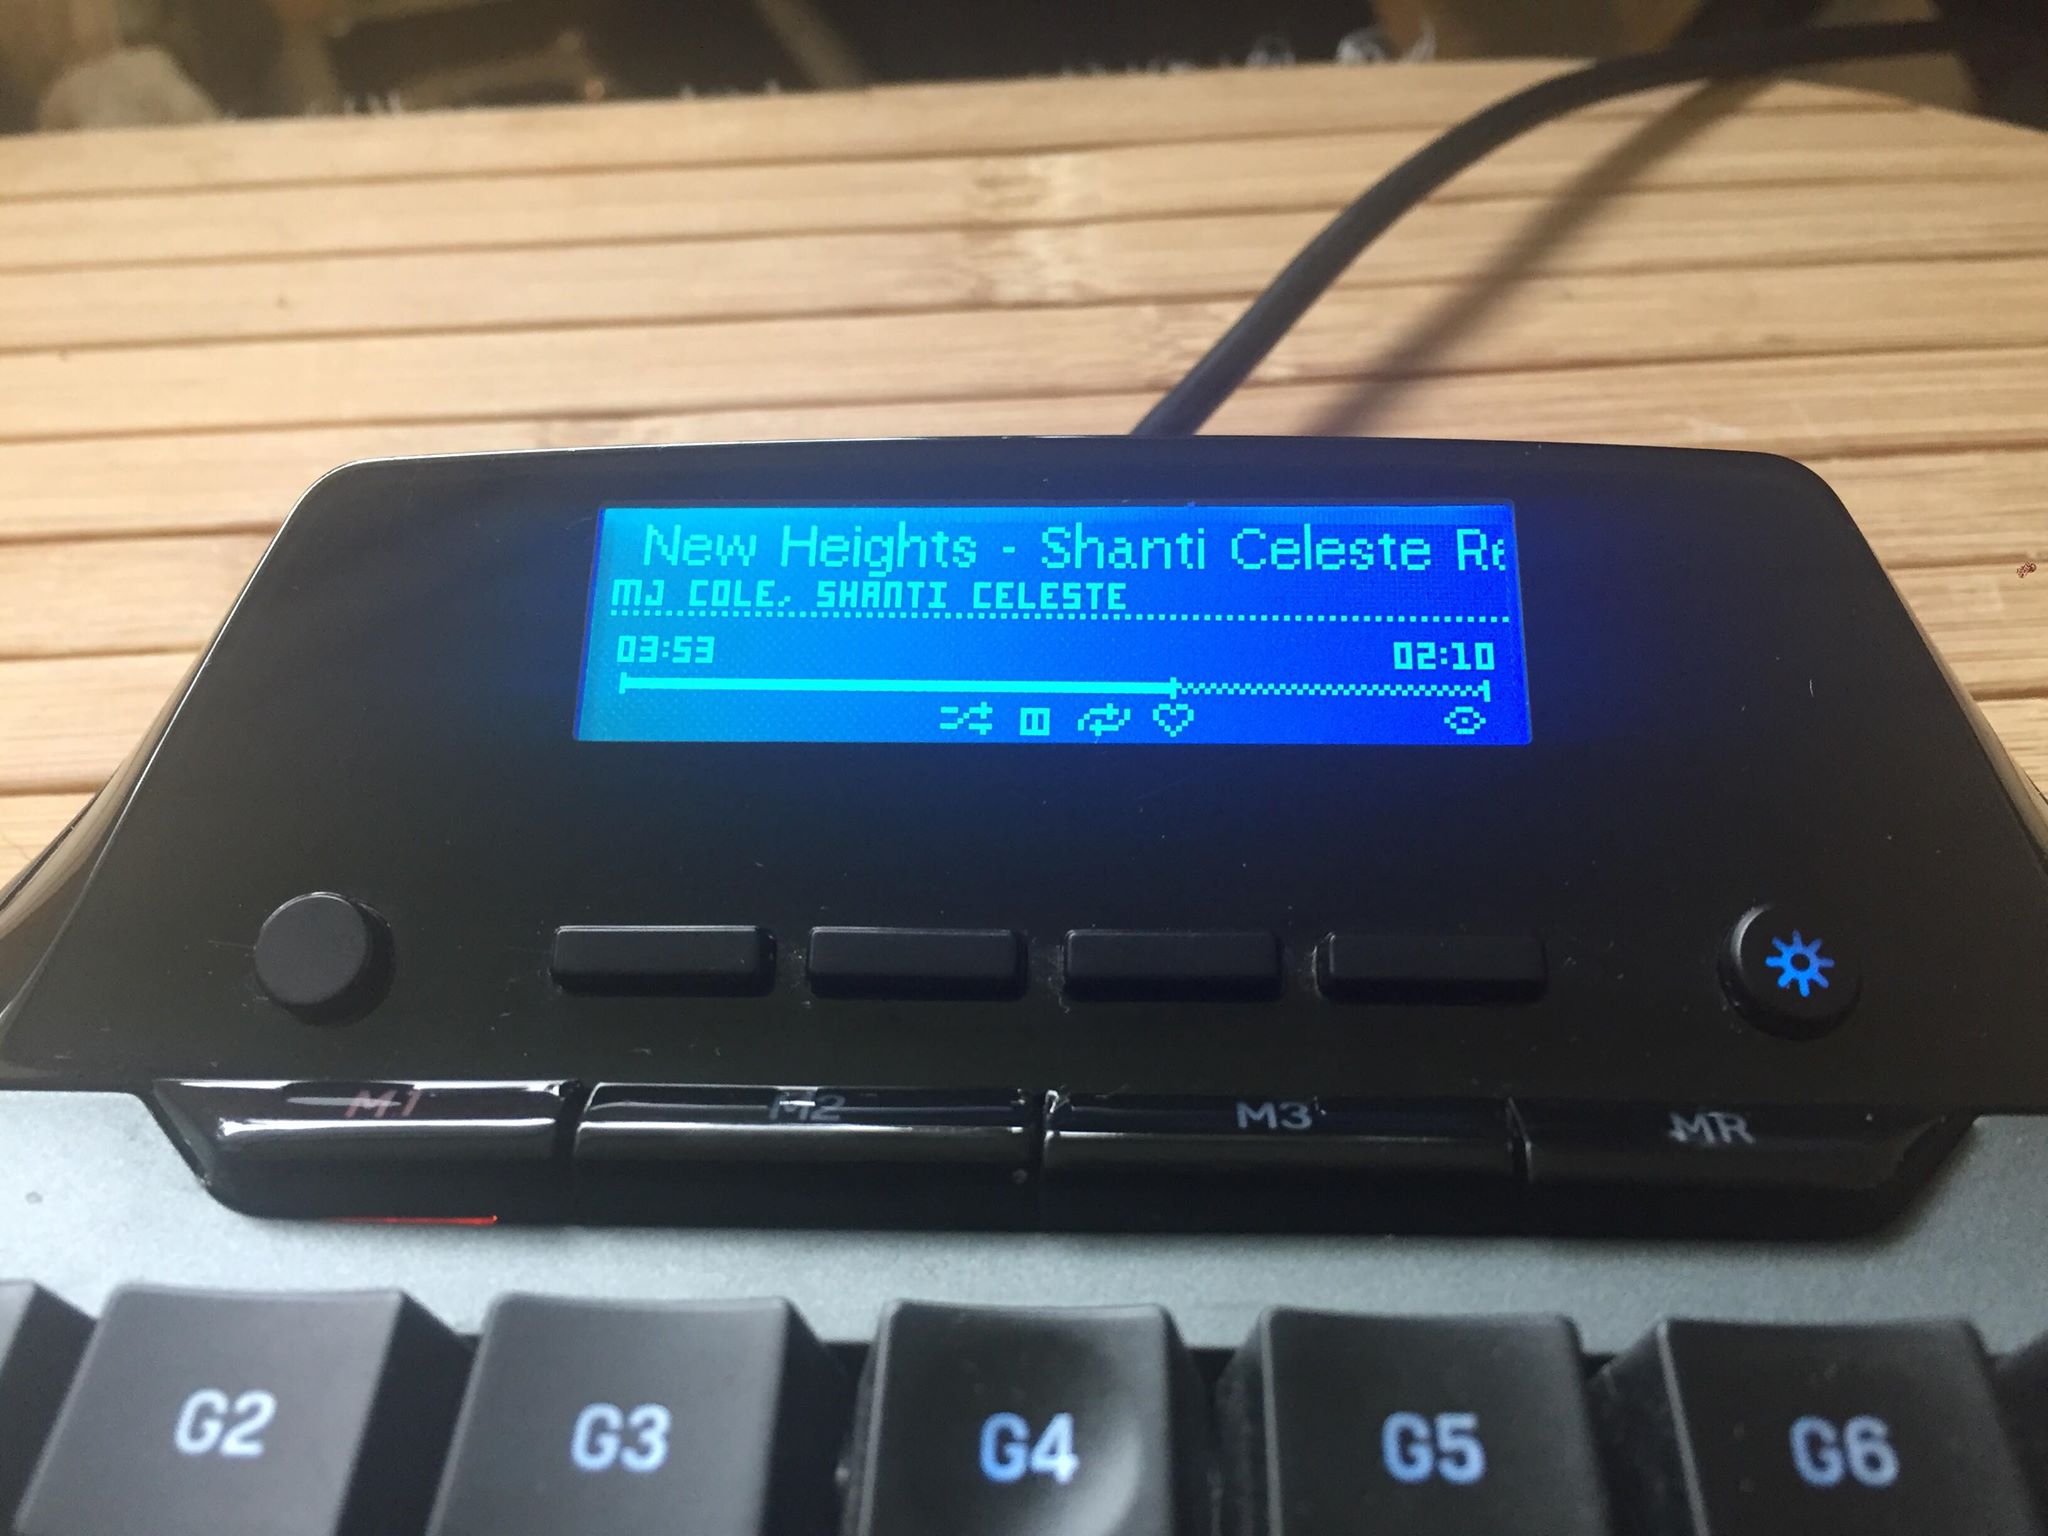 New Heights - Shanti Celeste Re
MJ COLE, SHANTI CELESTE
03:53 02:10
M1 M2 M3 MR
G2 G3 G4 G5 G6